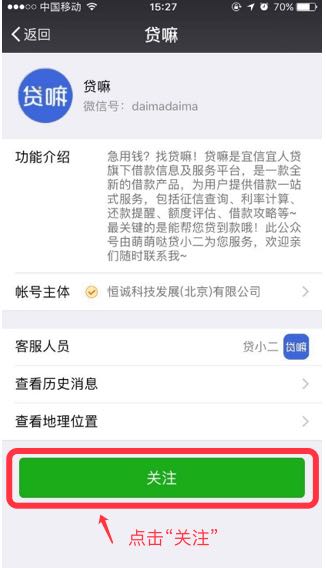 中国移动 15:27 70%
返回 贷嘛
贷嘛 贷嘛
微信号：daimadaima
功能介绍 急用钱？找贷嘛！贷嘛是宜信宜人贷
旗下借款信息及服务平台，是一款全
新的借款产品，为用户提供借款一站
式服务，包括征信查询、利率计算、
还款提醒、额度评估、借款攻略等~
最关键的是能帮您贷到款哦！此公众
号由萌萌哒贷小二为您服务，欢迎亲
们随时联系我~
帐号主体 恒诚科技发展(北京)有限公司
客服人员 贷小二 贷嘛
查看历史消息
查看地理位置
关注
点击“关注”